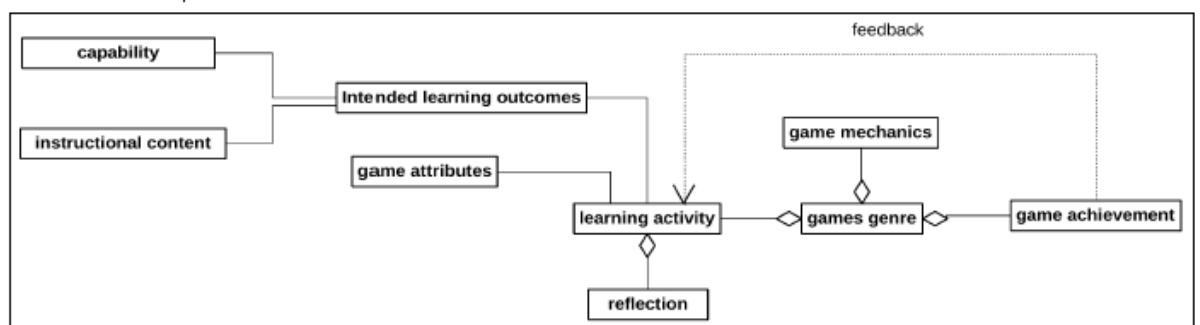 feedback
capability
Intended learning outcomes
game mechanics
instructional content
game attributes
learning activity
games genre
game achievement
reflection